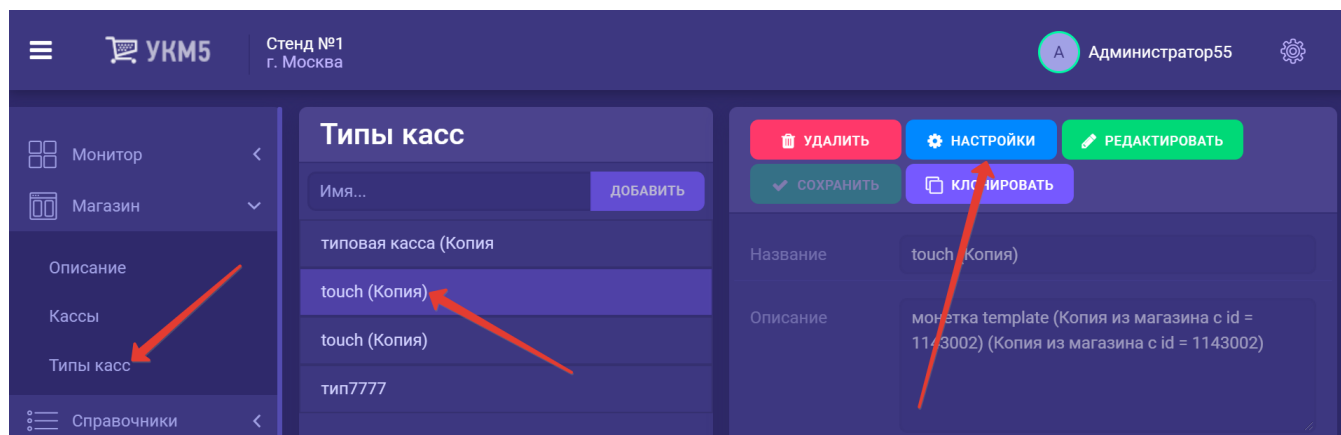 УКМ5
Стенд №1
г. Москва
А
Администратор55
Монитор
Магазин
Описание
Кассы
Типы касс
Справочники
Типы касс
Имя...
ДОБАВИТЬ
типовая касса (Копия
touch (Копия)
touch (Копия)
тип7777
УДАЛИТЬ
НАСТРОЙКИ
РЕДАКТИРОВАТЬ
СОХРАНИТЬ
КЛОНИРОВАТЬ
Название
touch (Копия)
Описание
монетка template (Копия из магазина с id =
1143002) (Копия из магазина с id = 1143002)